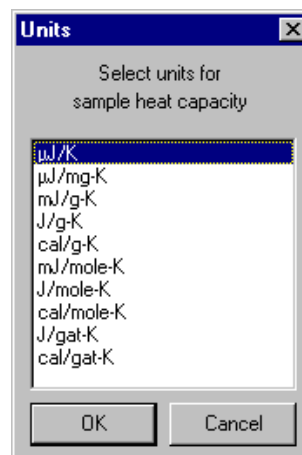 Units
Select units for
sample heat capacity
µJ/K
µJ/mg-K
mJ/g-K
J/g-K
cal/g-K
mJ/mole-K
J/mole-K
cal/mole-K
J/gat-K
cal/gat-K
OK Cancel